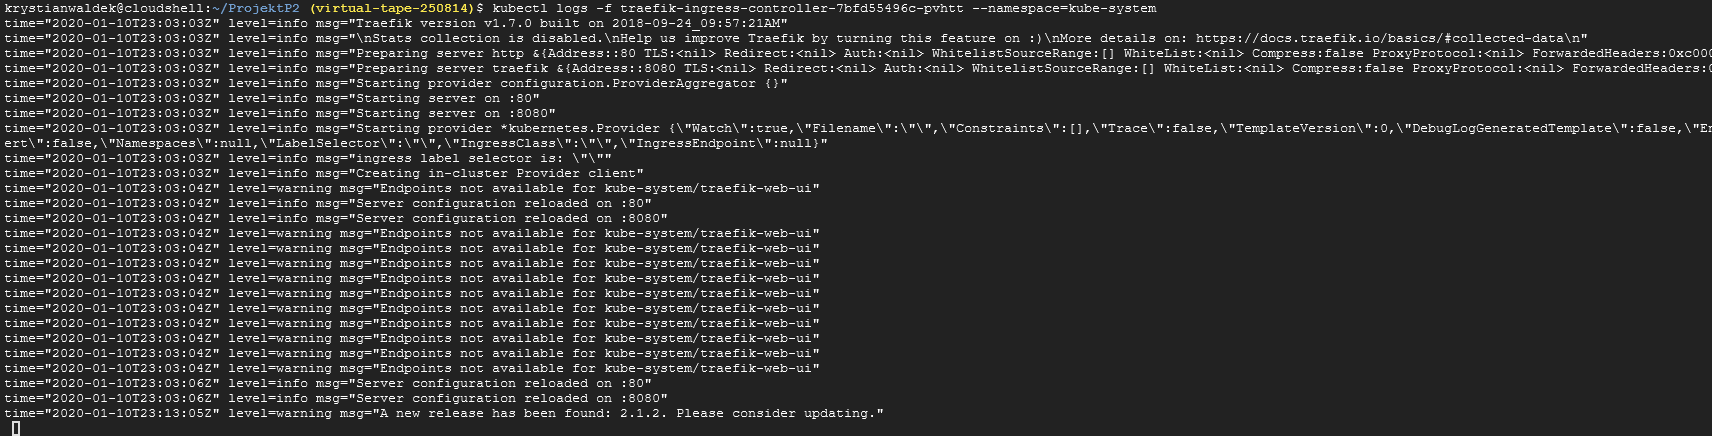 krystianwaldek@cloudshell:~/ProjektP2 (virtual-tape-250814)$ kubectl logs -f traefik-ingress-controller-7bfd55496c-pvhtt --namespace=kube-system
time="2020-01-10T23:03:03Z" level=info msg="Traefik version v1.7.0 built on 2018-09-24_09:57:21AM"
time="2020-01-10T23:03:03Z" level=info msg="\nStats collection is disabled.\nHelp us improve Traefik by turning this feature on :)\nMore details on: https://docs.traefik.io/basics/#collected-data\n"
time="2020-01-10T23:03:03Z" level=info msg="Preparing server http &{Address::80 TLS:<nil> Redirect:<nil> Auth:<nil> WhitelistSourceRange:[] WhiteList:<nil> Compress:false ProxyProtocol:<nil> ForwardedHeaders:0xc000
time="2020-01-10T23:03:03Z" level=info msg="Preparing server traefik &{Address::8080 TLS:<nil> Redirect:<nil> Auth:<nil> WhitelistSourceRange:[] WhiteList:<nil> Compress:false ProxyProtocol:<nil> ForwardedHeaders:
time="2020-01-10T23:03:03Z" level=info msg="Starting provider configuration.ProviderAggregator {}"
time="2020-01-10T23:03:03Z" level=info msg="Starting server on :80"
time="2020-01-10T23:03:03Z" level=info msg="Starting server on :8080"
time="2020-01-10T23:03:03Z" level=info msg="Starting provider *kubernetes.Provider {\"Watch\":true,\"Filename\":\"\",\"Constraints\":[],\"Trace\":false,\"TemplateVersion\":0,\"DebugLogGeneratedTemplate\":false,\"En
ert\":false,\"Namespaces\":null,\"LabelSelector\":\"\",\"IngressClass\":\"\",\"IngressEndpoint\":null}"
time="2020-01-10T23:03:03Z" level=info msg="ingress label selector is: \"\""
time="2020-01-10T23:03:03Z" level=info msg="Creating in-cluster Provider client"
time="2020-01-10T23:03:04Z" level=warning msg="Endpoints not available for kube-system/traefik-web-ui"
time="2020-01-10T23:03:04Z" level=info msg="Server configuration reloaded on :80"
time="2020-01-10T23:03:04Z" level=info msg="Server configuration reloaded on :8080"
time="2020-01-10T23:03:04Z" level=warning msg="Endpoints not available for kube-system/traefik-web-ui"
time="2020-01-10T23:03:04Z" level=warning msg="Endpoints not available for kube-system/traefik-web-ui"
time="2020-01-10T23:03:04Z" level=warning msg="Endpoints not available for kube-system/traefik-web-ui"
time="2020-01-10T23:03:04Z" level=warning msg="Endpoints not available for kube-system/traefik-web-ui"
time="2020-01-10T23:03:04Z" level=warning msg="Endpoints not available for kube-system/traefik-web-ui"
time="2020-01-10T23:03:04Z" level=warning msg="Endpoints not available for kube-system/traefik-web-ui"
time="2020-01-10T23:03:04Z" level=warning msg="Endpoints not available for kube-system/traefik-web-ui"
time="2020-01-10T23:03:04Z" level=warning msg="Endpoints not available for kube-system/traefik-web-ui"
time="2020-01-10T23:03:04Z" level=warning msg="Endpoints not available for kube-system/traefik-web-ui"
time="2020-01-10T23:03:04Z" level=warning msg="Endpoints not available for kube-system/traefik-web-ui"
time="2020-01-10T23:03:06Z" level=info msg="Server configuration reloaded on :80"
time="2020-01-10T23:03:06Z" level=info msg="Server configuration reloaded on :8080"
time="2020-01-10T23:13:05Z" level=warning msg="A new release has been found: 2.1.2. Please consider updating."